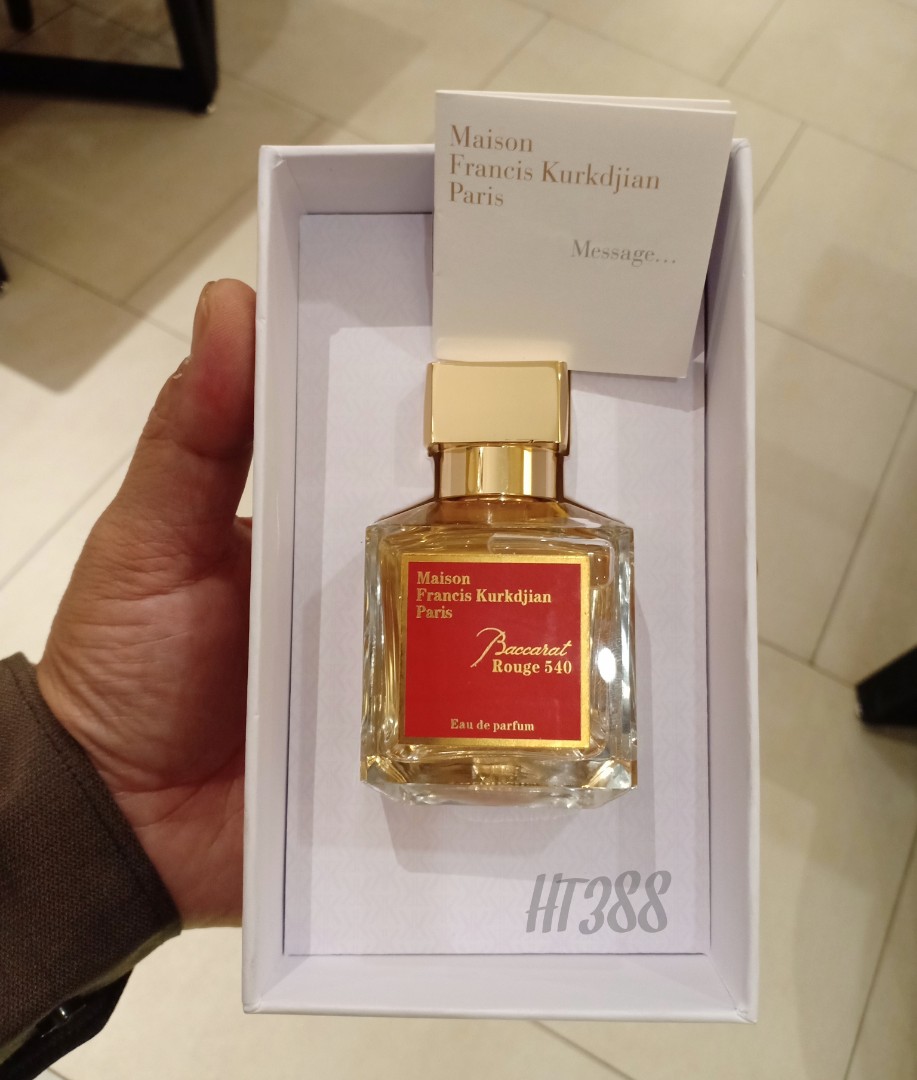 Maison
Francis Kurkdjian
Paris
Message...
Maison
Francis Kurkdjian
Paris
Baccarat
Rouge 540
Eau de parfum
HT388